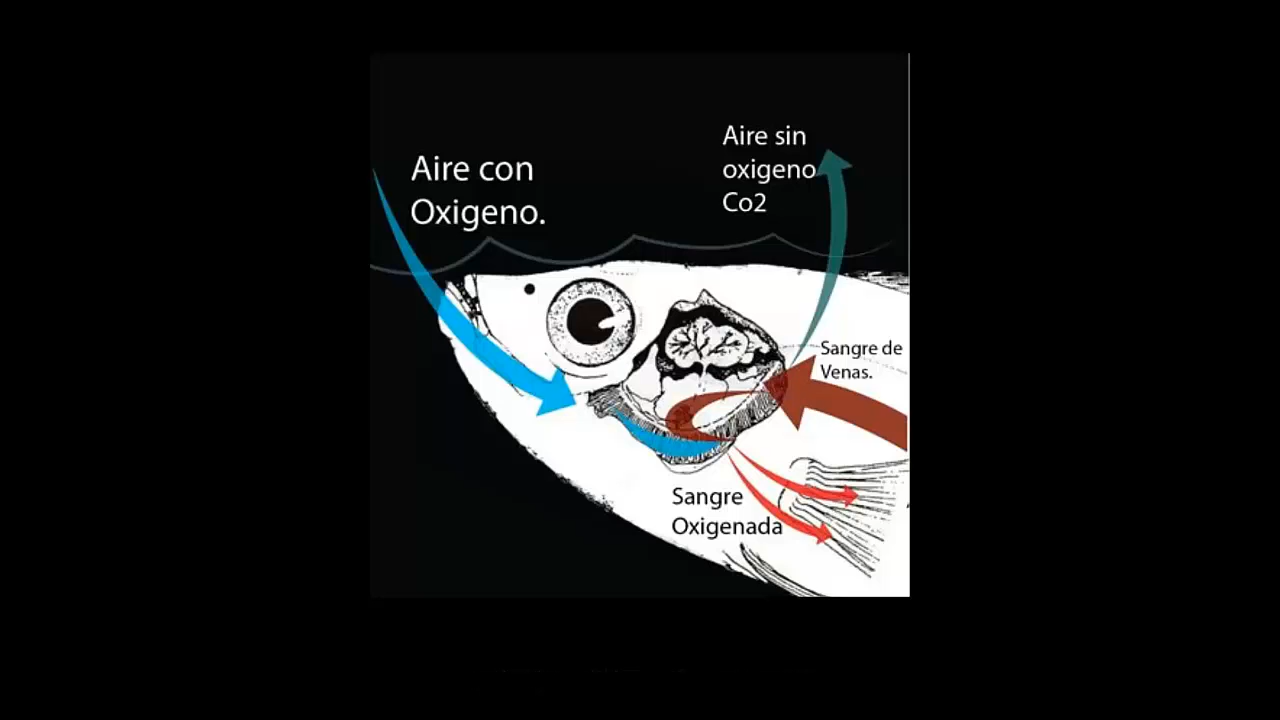 Aire con
Oxigeno.
Aire sin
oxigeno
Co2
Sangre de
Venas.
Sangre
Oxigenada